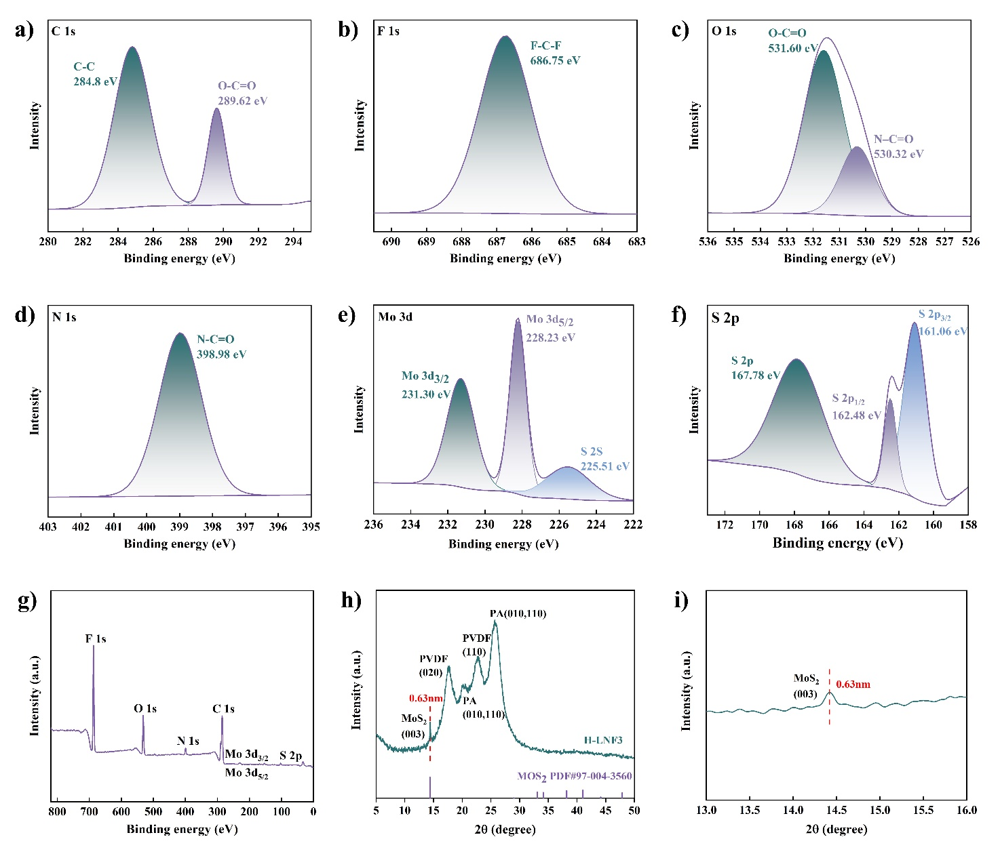 a)
C 1s
C-C
284.8 eV
O-C=O
289.62 eV
Intensity
280 282 284 286 288 290 292 294
Binding energy (eV)
b)
F 1s
F-C-F
686.75 eV
Intensity
690 689 688 687 686 685 684 683
Binding energy (eV)
c)
O 1s
O-C=O
531.60 eV
N–C=O
530.32 eV
Intensity
536 535 534 533 532 531 530 529 528 527 526
Binding energy (eV)
d)
N 1s
N-C=O
398.98 eV
Intensity
403 402 401 400 399 398 397 396 395
Binding energy (eV)
e)
Mo 3d
Mo 3d5/2
228.23 eV
Mo 3d3/2
231.30 eV
S 2S
225.51 eV
Intensity
236 234 232 230 228 226 224 222
Binding energy (eV)
f)
S 2p
S 2p3/2
161.06 eV
S 2p
167.78 eV
S 2p1/2
162.48 eV
Intensity
172 170 168 166 164 162 160 158
Binding energy (eV)
g)
F 1s
O 1s
C 1s
N 1s
Mo 3d3/2
S 2p
Mo 3d5/2
Intensity (a.u.)
800 700 600 500 400 300 200 100 0
Binding energy (eV)
h)
PA(010,110)
PVDF
(110)
PVDF
(020)
0.63nm
PA
(010,110)
MoS2
(003)
H-LNF3
MOS2 PDF#97-004-3560
Intensity (a.u.)
5 10 15 20 25 30 35 40 45 50
2θ (degree)
i)
MoS2
(003)
0.63nm
Intensity (a.u.)
13.0 13.5 14.0 14.5 15.0 15.5 16.0
2θ (degree)